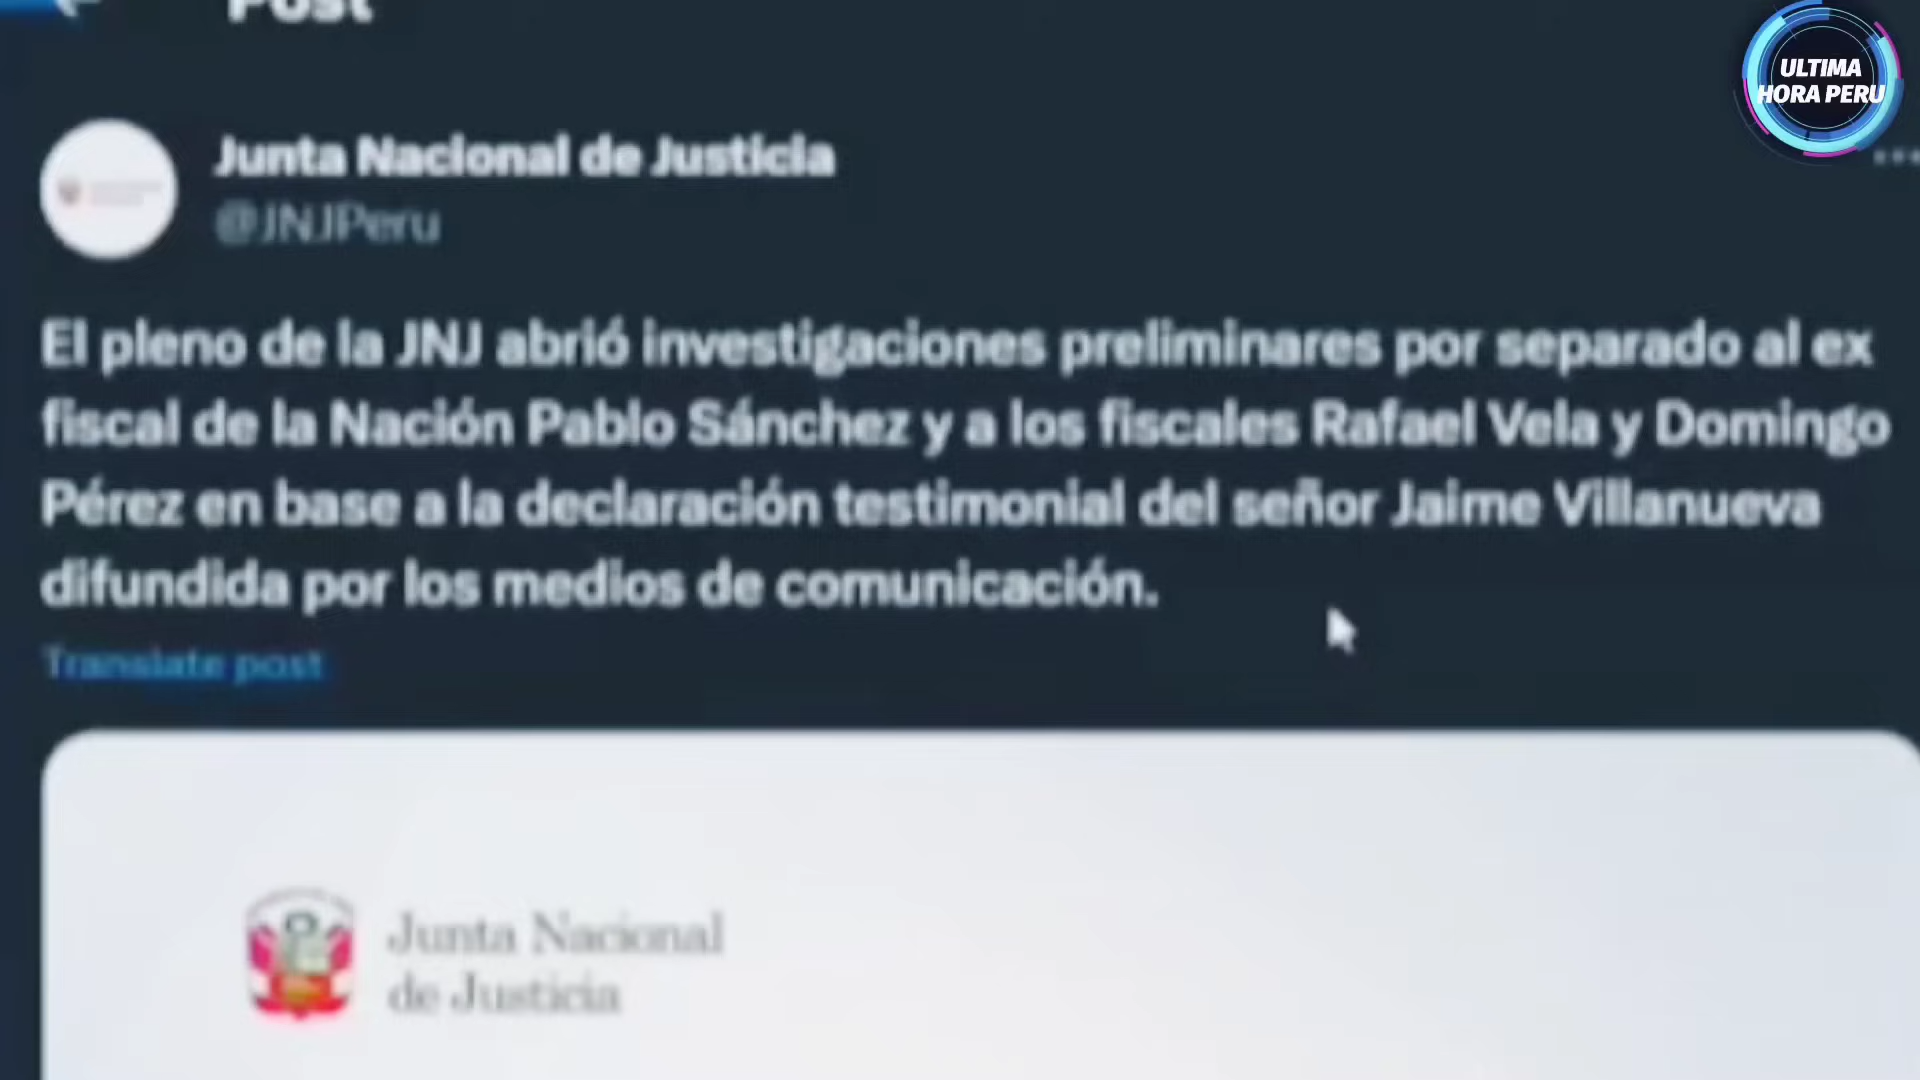 Post
ULTIMA
HORA PERU
Junta Nacional de Justicia
@JNJPeru
El pleno de la JNJ abrió investigaciones preliminares por separado al ex
fiscal de la Nación Pablo Sánchez y a los fiscales Rafael Vela y Domingo
Pérez en base a la declaración testimonial del señor Jaime Villanueva
difundida por los medios de comunicación.
Translate post
Junta Nacional
de Justicia